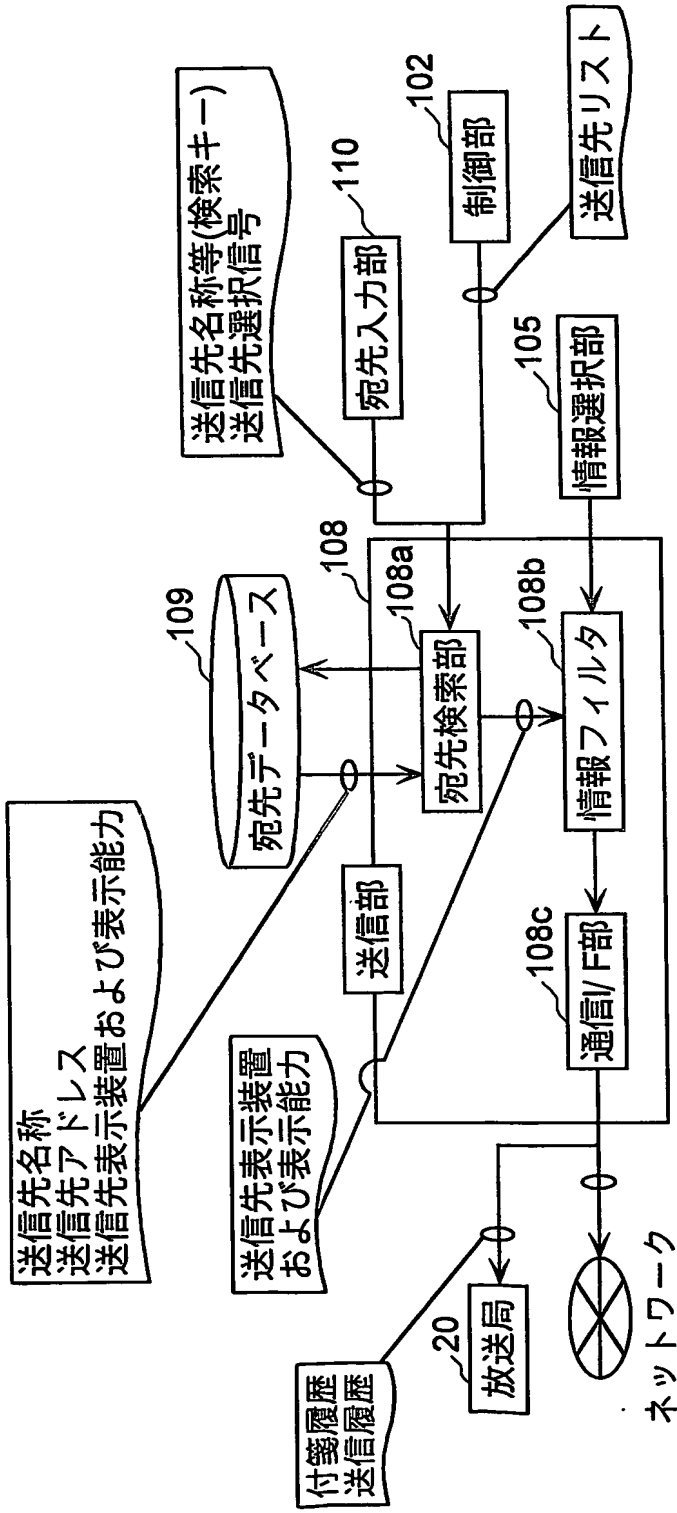 送信先名称
送信先アドレス
送信先表示装置および表示能力
109
宛先データベース
送信先名称等(検索キー)
送信先選択信号
110
宛先入力部
102
制御部
送信先リスト
送信先表示装置
および表示能力
送信部
108
108a
宛先検索部
105
情報選択部
108b
情報フィルタ
108c
通信I/F部
付箋履歴
送信履歴
20
放送局
ネットワーク